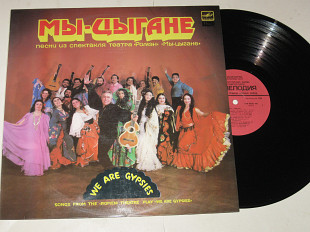 МЫ-ЦЫГАНЕ
песни из спектакля театра «Ромэн» «Мы-цыгане»
WE ARE GYPSIES
SONGS FROM THE «ROMEN» THEATRE PLAY «WE ARE GYPSIES»
МЕЛОДИЯ